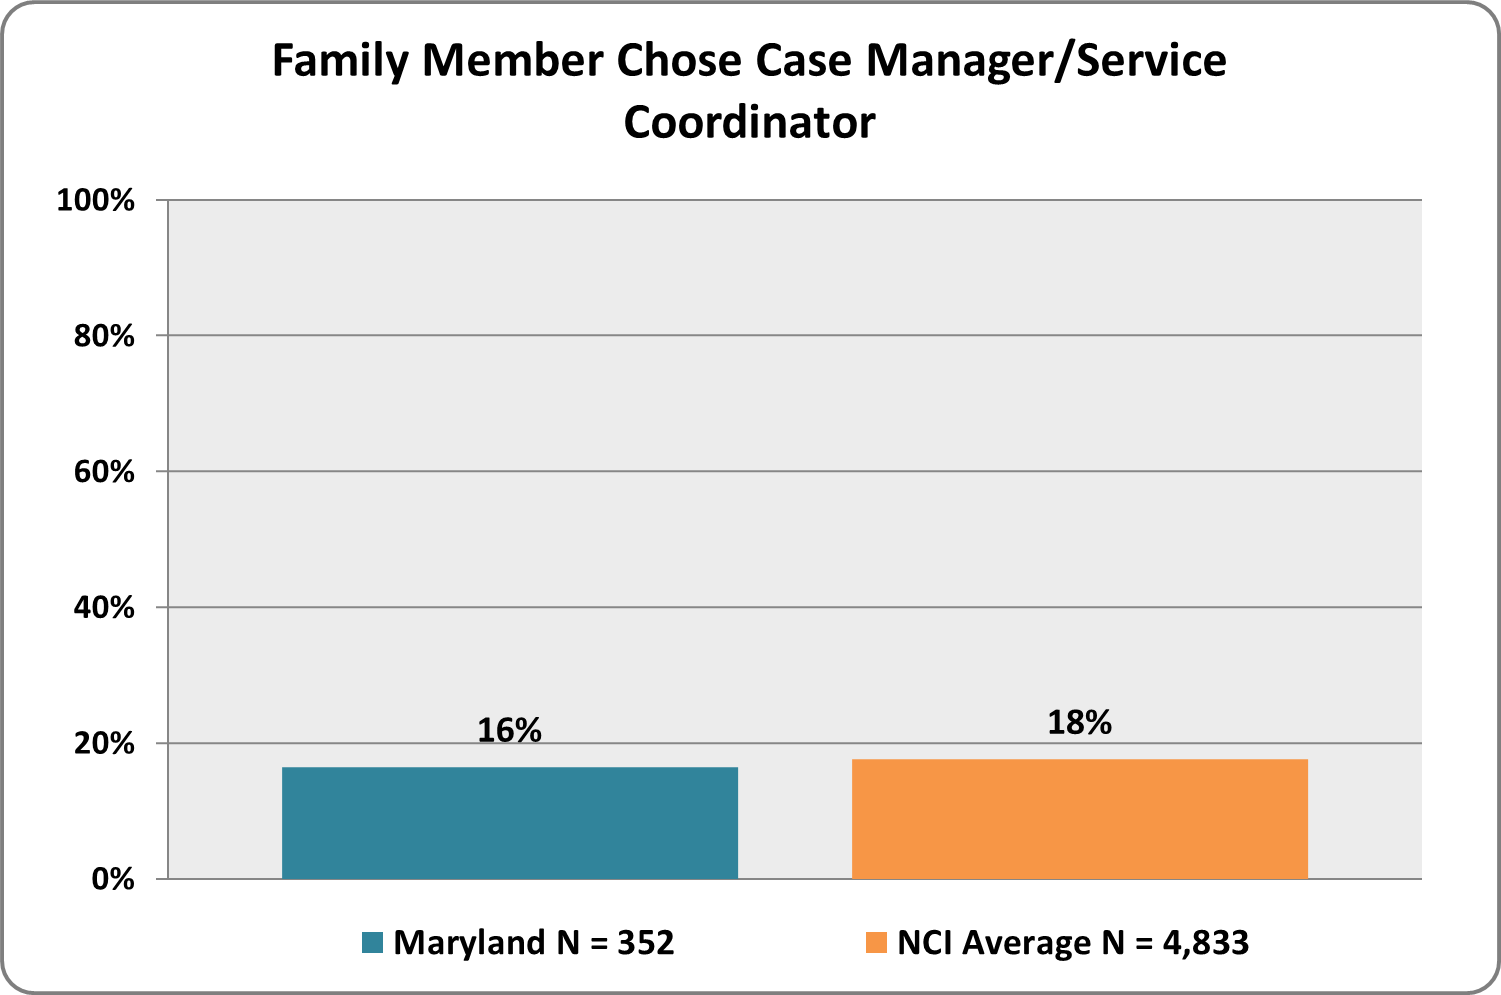 Family Member Chose Case Manager/Service
Coordinator
100%
80%
60%
40%
20%
0%
16%
18%
Maryland N = 352
NCI Average N = 4,833